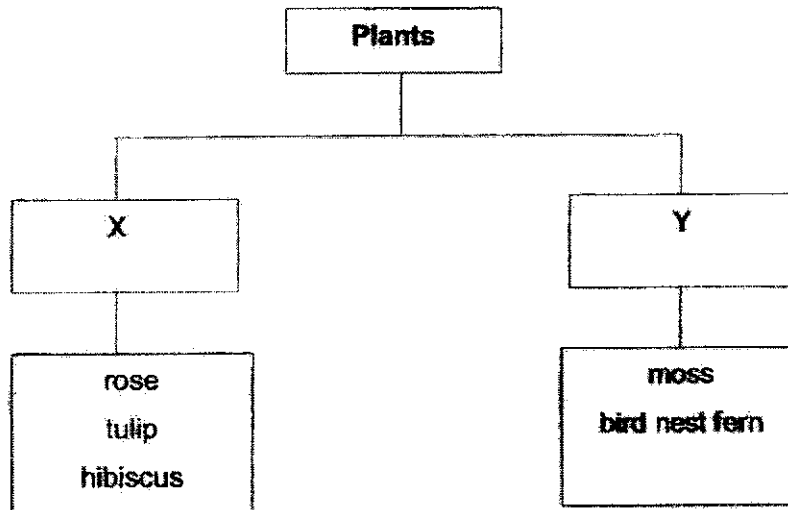 Plants
X
Y
rose
tulip
hibiscus
moss
bird nest fern